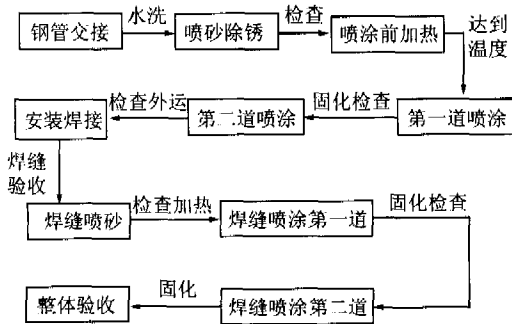 钢管交接
水洗
喷砂除锈
检查
喷涂前加热
达到
温度
第一道喷涂
固化检查
第二道喷涂
检查外运
安装焊接
焊缝
验收
焊缝喷砂
检查加热
焊缝喷涂第一道
固化检查
焊缝喷涂第二道
固化
整体验收